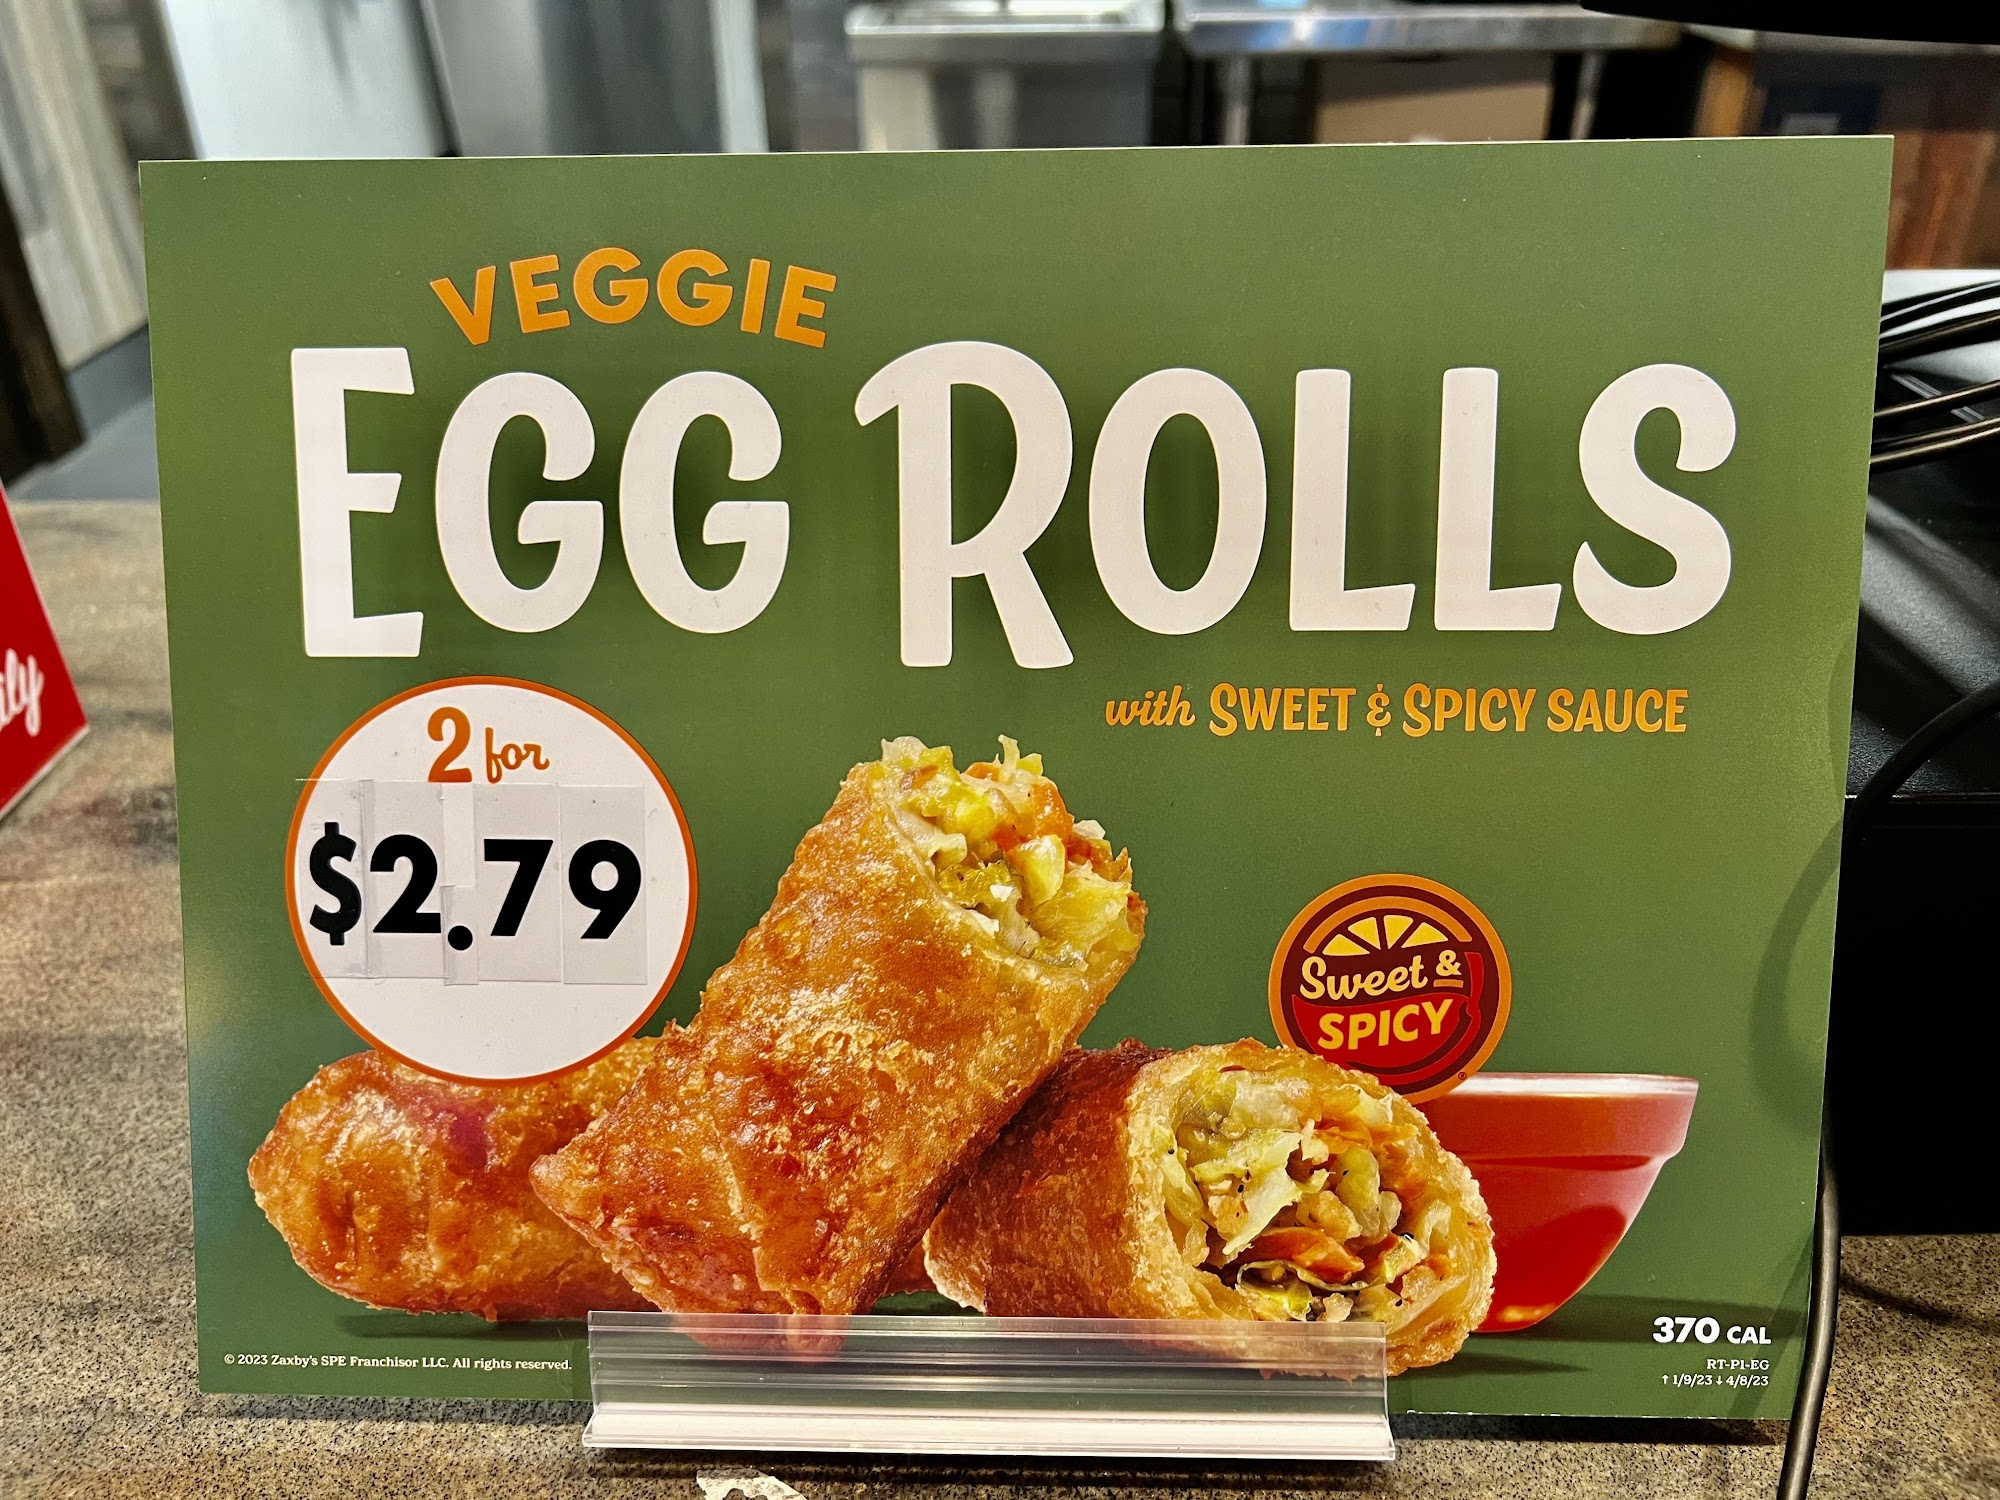 VEGGIE
EGG ROLLS
with SWEET & SPICY SAUCE
2 for
$2.79
Sweet &
SPICY
370 CAL
RT-P1-EG
↑ 1/9/23 ↓ 4/8/23
© 2023 Zaxby's SPE Franchisor LLC. All rights reserved.